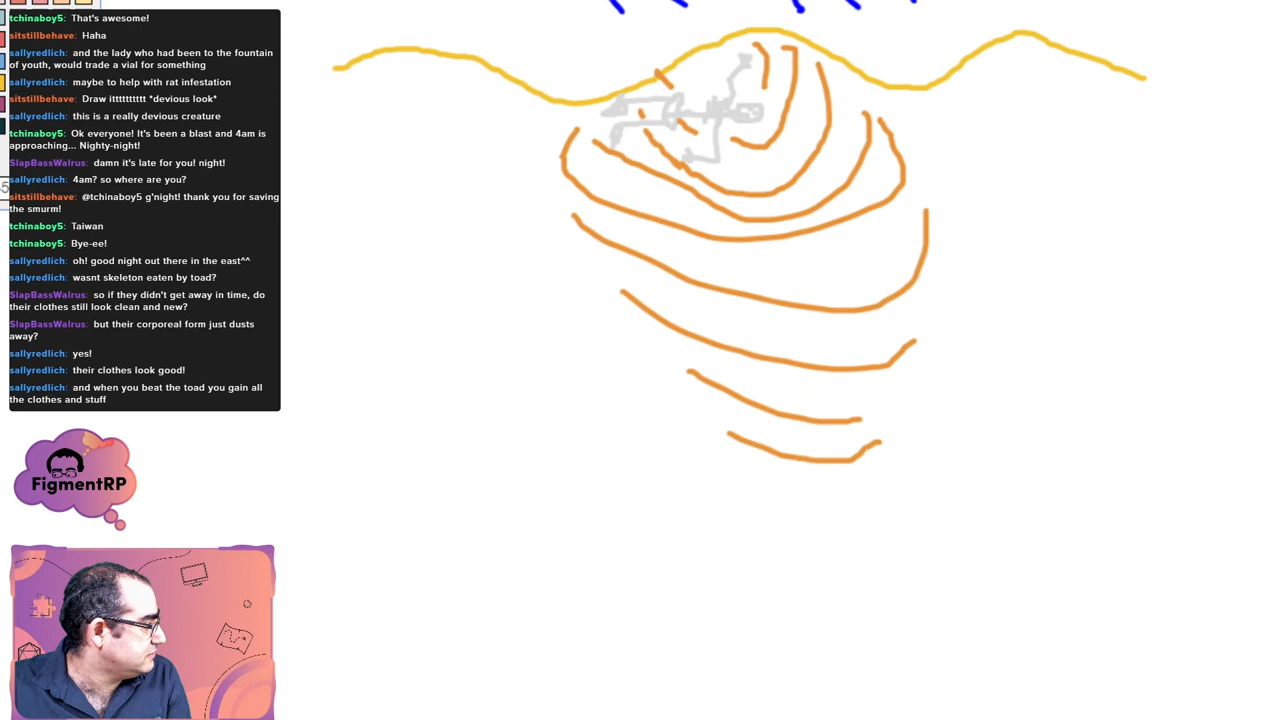 tchinaboy5: That's awesome!
sitstillbehave: Haha
sallyredlich: and the lady who had been to the fountain
of youth, would trade a vial for something
sallyredlich: maybe to help with rat infestation
sitstillbehave: Draw itttttttttt *devious look*
sallyredlich: this is a really devious creature
tchinaboy5: Ok everyone! It's been a blast and 4am is
approaching... Nighty-night!
SlapBassWalrus: damn it's late for you! night!
sallyredlich: 4am? so where are you?
sitstillbehave: @tchinaboy5 g'night! thank you for saving
the smurm!
tchinaboy5: Taiwan
tchinaboy5: Bye-ee!
sallyredlich: oh! good night out there in the east^^
sallyredlich: wasnt skeleton eaten by toad?
SlapBassWalrus: so if they didn't get away in time, do
their clothes still look clean and new?
SlapBassWalrus: but their corporeal form just dusts
away?
sallyredlich: yes!
sallyredlich: their clothes look good!
sallyredlich: and when you beat the toad you gain all
the clothes and stuff
FigmentRP